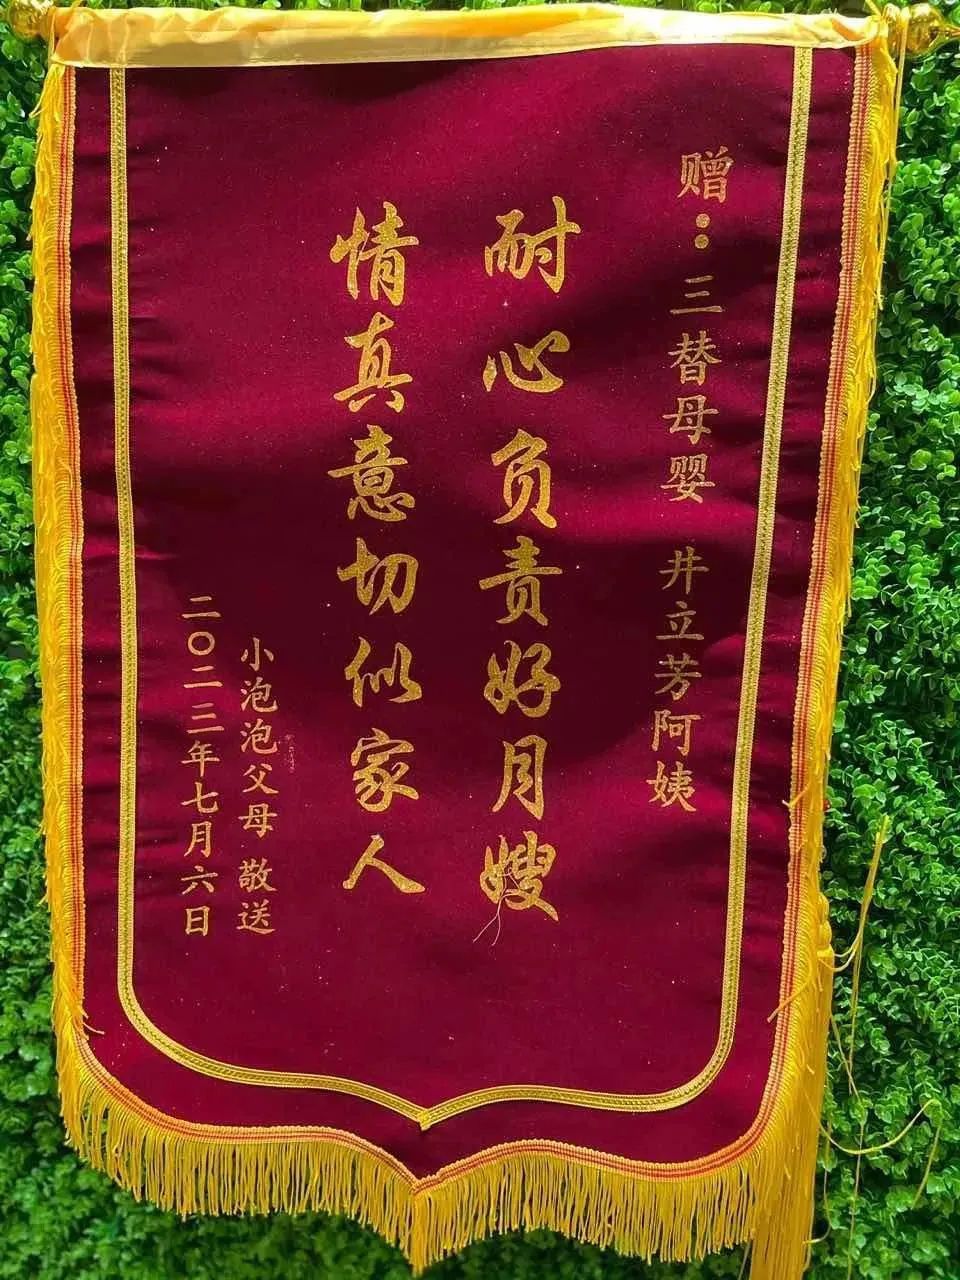 赠：三替母婴 井立芳阿姨
耐心负责好月嫂
情真意切似家人
小泡泡父母 敬送
二〇二三年七月六日